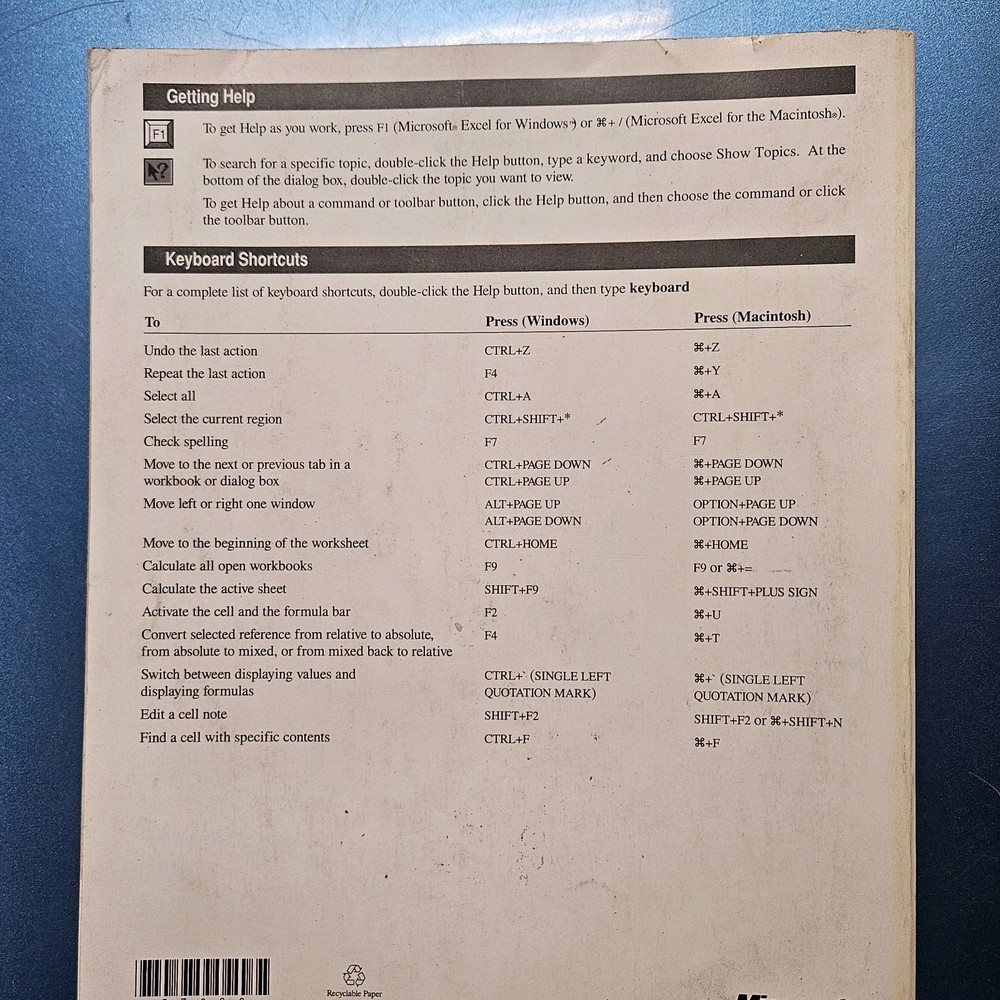 Getting Help
F1
To get Help as you work, press F1 (Microsoft® Excel for Windows™) or ⌘+ / (Microsoft Excel for the Macintosh®).
?
To search for a specific topic, double-click the Help button, type a keyword, and choose Show Topics. At the
bottom of the dialog box, double-click the topic you want to view.
To get Help about a command or toolbar button, click the Help button, and then choose the command or click
the toolbar button.
Keyboard Shortcuts
For a complete list of keyboard shortcuts, double-click the Help button, and then type keyboard
To Press (Windows) Press (Macintosh)
Undo the last action CTRL+Z ⌘+Z
Repeat the last action F4 ⌘+Y
Select all CTRL+A ⌘+A
Select the current region CTRL+SHIFT+* CTRL+SHIFT+*
Check spelling F7 F7
Move to the next or previous tab in a CTRL+PAGE DOWN ⌘+PAGE DOWN
workbook or dialog box CTRL+PAGE UP ⌘+PAGE UP
Move left or right one window ALT+PAGE UP OPTION+PAGE UP
ALT+PAGE DOWN OPTION+PAGE DOWN
Move to the beginning of the worksheet CTRL+HOME ⌘+HOME
Calculate all open workbooks F9 F9 or ⌘+=
Calculate the active sheet SHIFT+F9 ⌘+SHIFT+PLUS SIGN
Activate the cell and the formula bar F2 ⌘+U
Convert selected reference from relative to absolute, F4 ⌘+T
from absolute to mixed, or from mixed back to relative
Switch between displaying values and CTRL+` (SINGLE LEFT ⌘+` (SINGLE LEFT
displaying formulas QUOTATION MARK) QUOTATION MARK)
Edit a cell note SHIFT+F2 SHIFT+F2 or ⌘+SHIFT+N
Find a cell with specific contents CTRL+F ⌘+F
Recyclable Paper